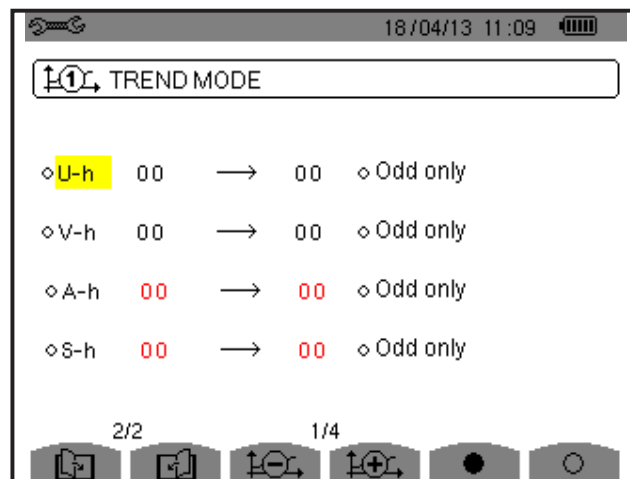 18/04/13 11:09
1 TREND MODE
U-h 00 → 00 Odd only
V-h 00 → 00 Odd only
A-h 00 → 00 Odd only
S-h 00 → 00 Odd only
2/2 1/4